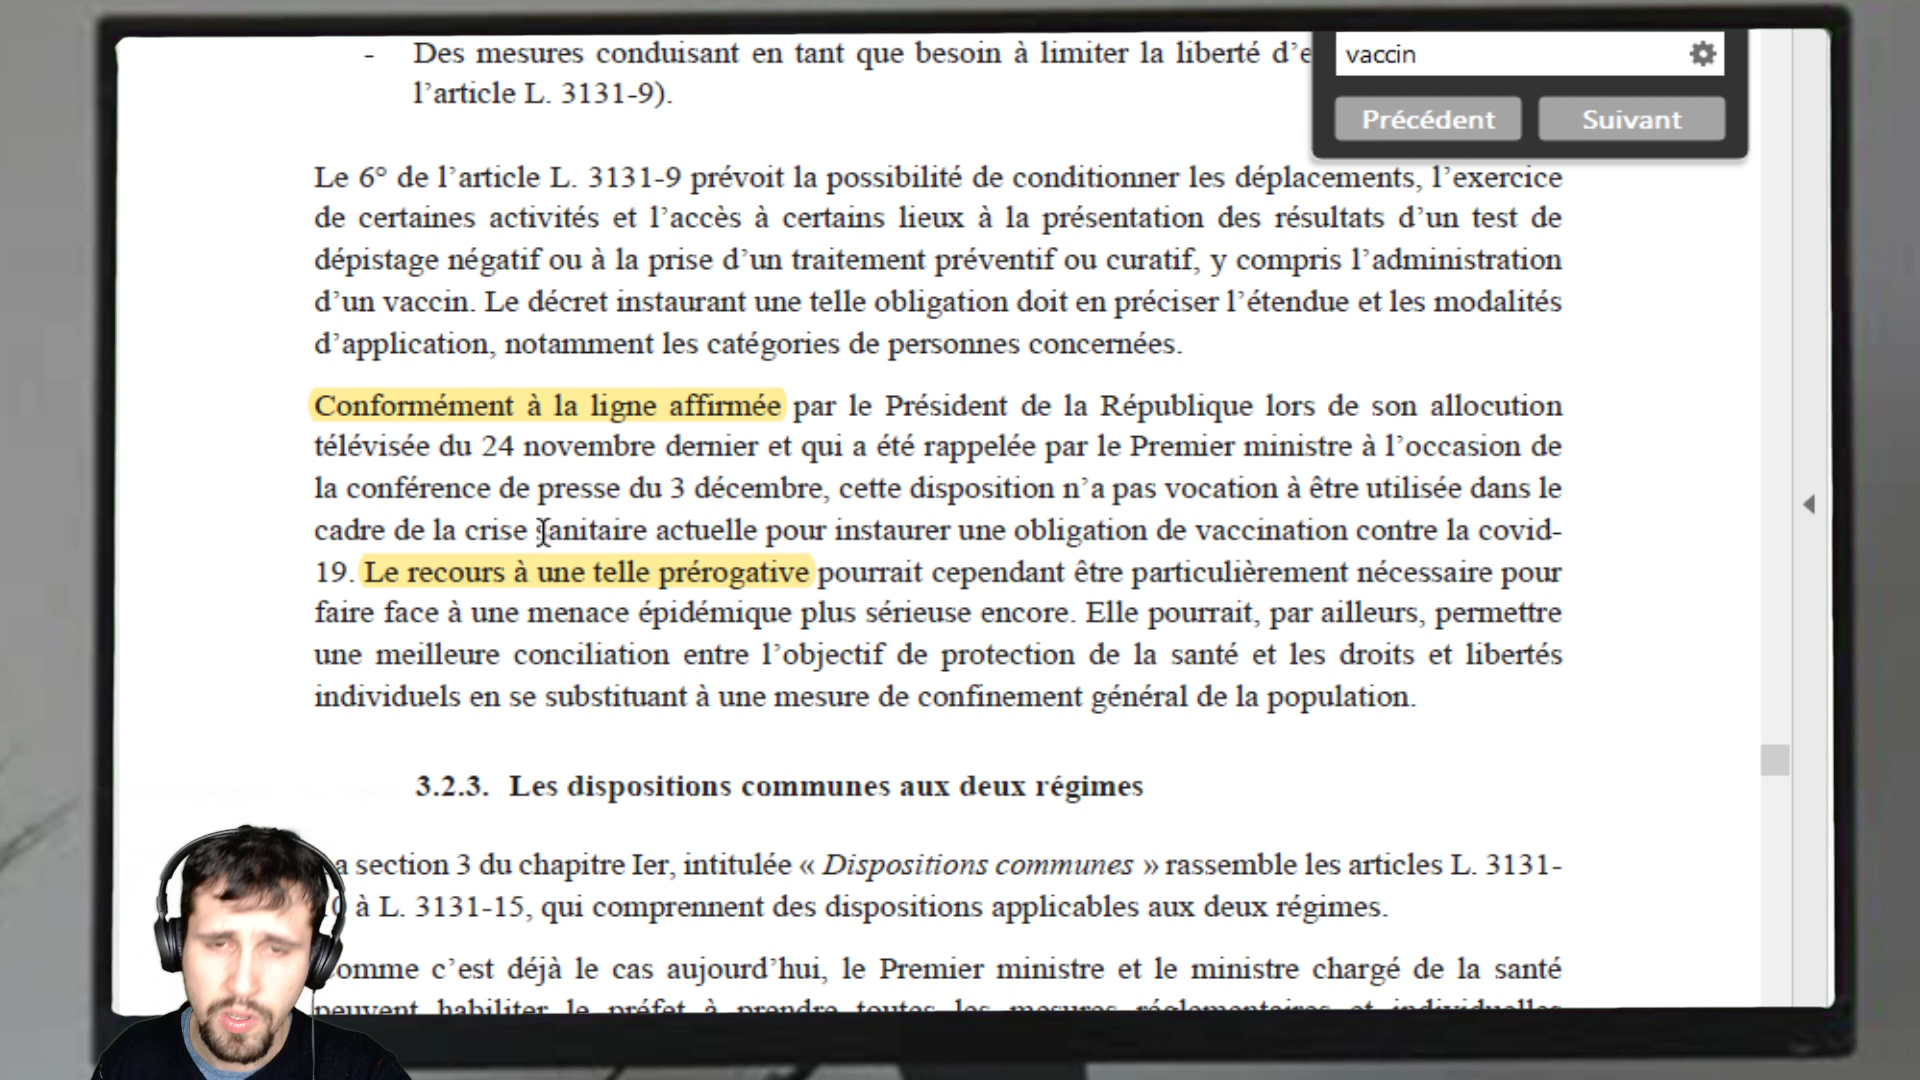 - Des mesures conduisant en tant que besoin à limiter la liberté d’e
l’article L. 3131-9).
vaccin
Précédent Suivant
Le 6° de l’article L. 3131-9 prévoit la possibilité de conditionner les déplacements, l’exercice
de certaines activités et l’accès à certains lieux à la présentation des résultats d’un test de
dépistage négatif ou à la prise d’un traitement préventif ou curatif, y compris l’administration
d’un vaccin. Le décret instaurant une telle obligation doit en préciser l’étendue et les modalités
d’application, notamment les catégories de personnes concernées.
Conformément à la ligne affirmée par le Président de la République lors de son allocution
télévisée du 24 novembre dernier et qui a été rappelée par le Premier ministre à l’occasion de
la conférence de presse du 3 décembre, cette disposition n’a pas vocation à être utilisée dans le
cadre de la crise sanitaire actuelle pour instaurer une obligation de vaccination contre la covid-
19. Le recours à une telle prérogative pourrait cependant être particulièrement nécessaire pour
faire face à une menace épidémique plus sérieuse encore. Elle pourrait, par ailleurs, permettre
une meilleure conciliation entre l’objectif de protection de la santé et les droits et libertés
individuels en se substituant à une mesure de confinement général de la population.
3.2.3. Les dispositions communes aux deux régimes
a section 3 du chapitre Ier, intitulée « Dispositions communes » rassemble les articles L. 3131-
0 à L. 3131-15, qui comprennent des dispositions applicables aux deux régimes.
omme c’est déjà le cas aujourd’hui, le Premier ministre et le ministre chargé de la santé
peuvent habiliter le préfet à prendre toutes les mesures réglementaires et individuelles